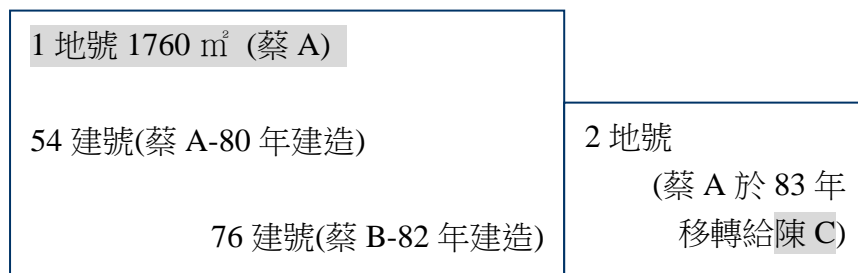 1 地號 1760 ㎡ (蔡 A)
54 建號(蔡 A-80 年建造)
76 建號(蔡 B-82 年建造)
2 地號
(蔡 A 於 83 年
移轉給陳 C)